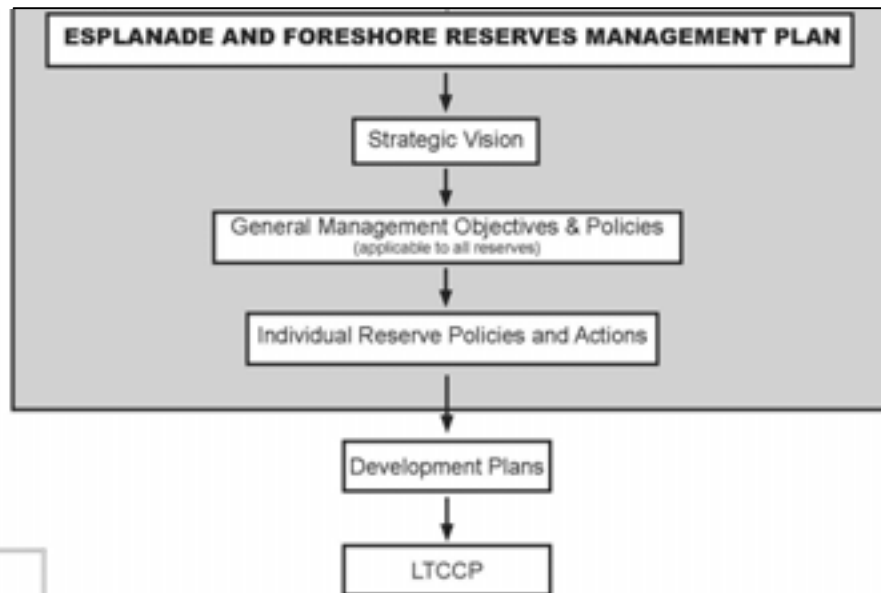 ESPLANADE AND FORESHORE RESERVES MANAGEMENT PLAN
Strategic Vision
General Management Objectives & Policies
(applicable to all reserves)
Individual Reserve Policies and Actions
Development Plans
LTCCP